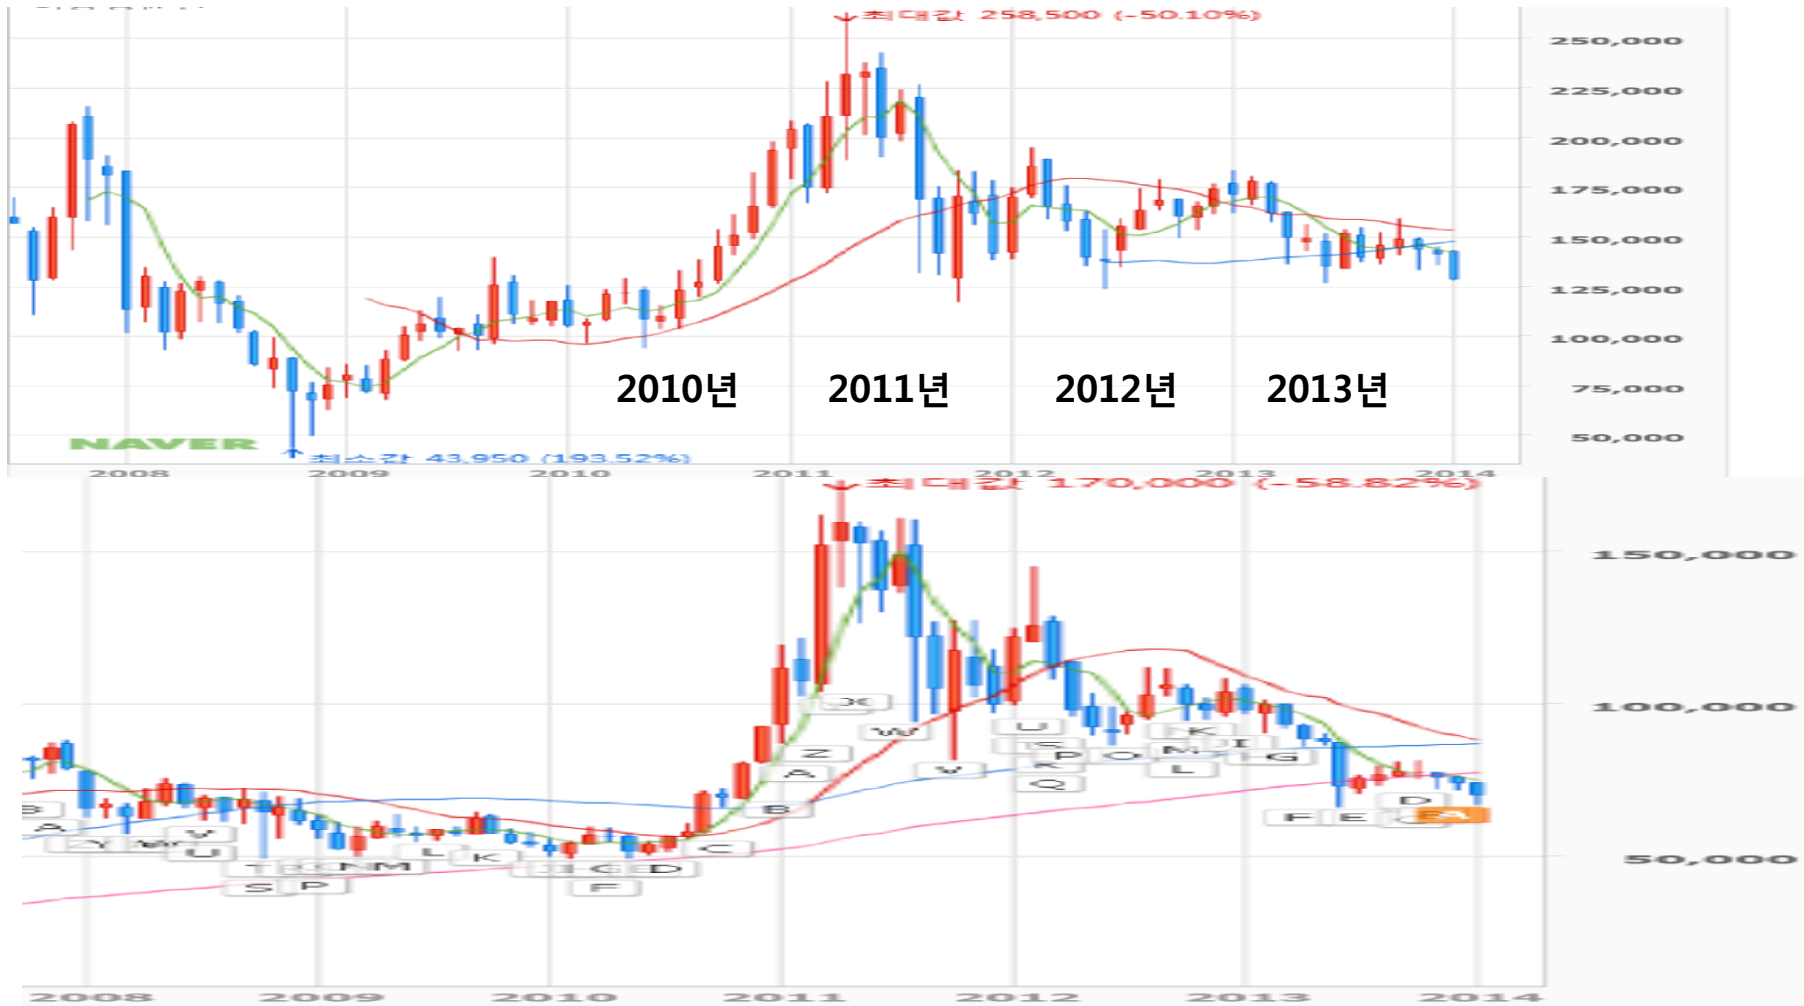 최대값 258,500 (-50.10%)
250,000
225,000
200,000
175,000
150,000
125,000
100,000
75,000
50,000
2010년 2011년 2012년 2013년
NAVER
최소값 43,950 (193.52%)
2008 2009 2010 2011 2012 2013 2014
최대값 170,000 (-58.82%)
150,000
100,000
50,000
X
W
Z
A
V
B
U
S
P
O
K
M
I
G
Q
L
B
A
V
U
T
N
M
L
K
C
G
D
F
S
P
D
F
E
A
2008 2009 2010 2011 2012 2013 2014